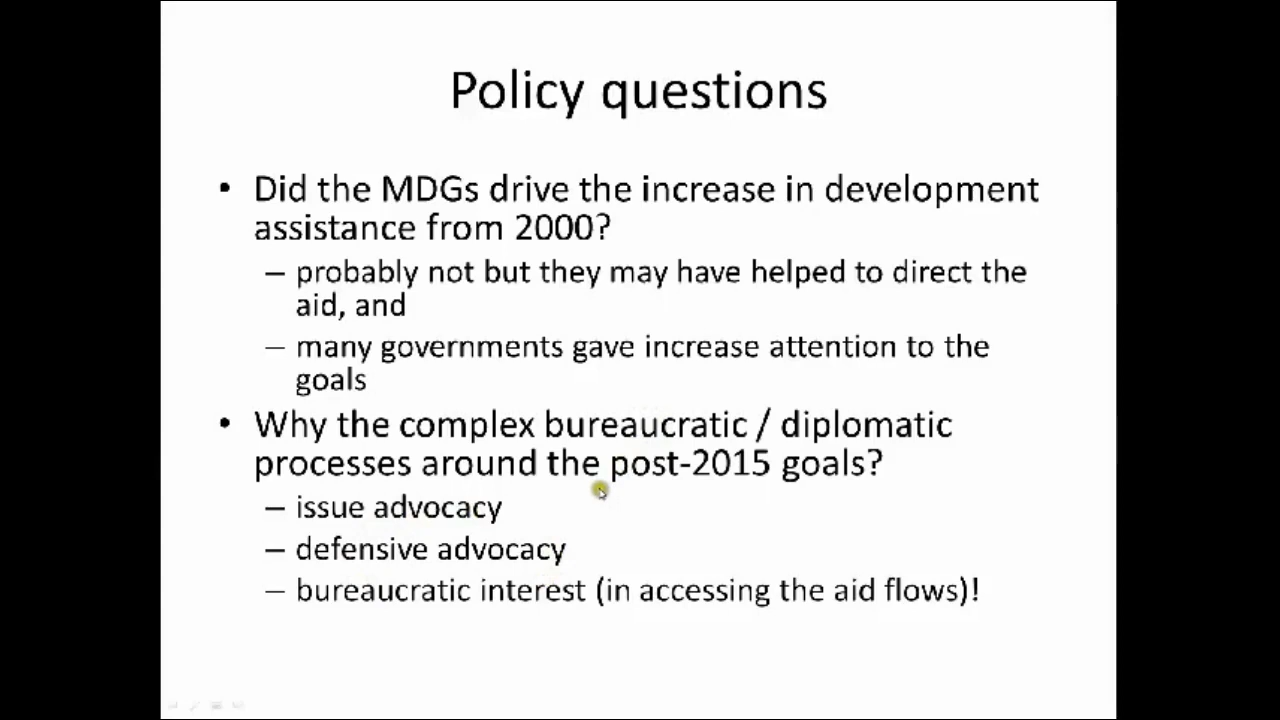 Policy questions
• Did the MDGs drive the increase in development
assistance from 2000?
– probably not but they may have helped to direct the
aid, and
– many governments gave increase attention to the
goals
• Why the complex bureaucratic / diplomatic
processes around the post-2015 goals?
– issue advocacy
– defensive advocacy
– bureaucratic interest (in accessing the aid flows)!